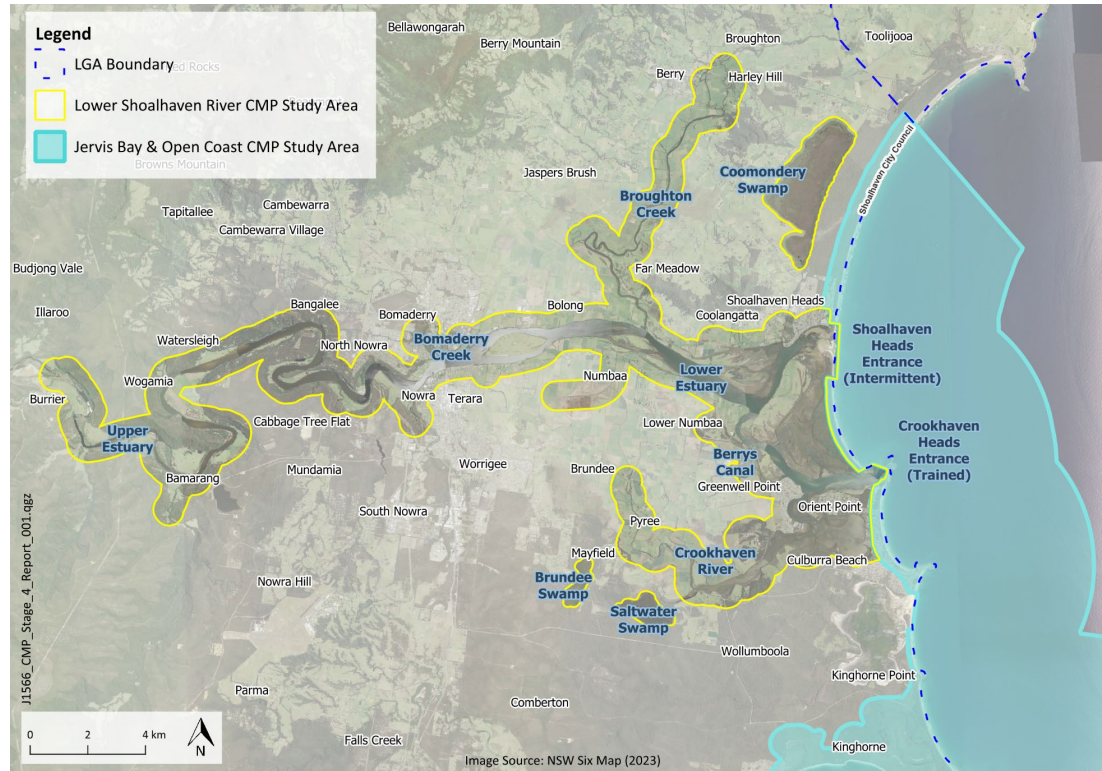 Legend
LGA Boundary
Lower Shoalhaven River CMP Study Area
Jervis Bay & Open Coast CMP Study Area
Bellawongarah
Berry Mountain
Broughton
Toolijooa
Red Rocks
Berry
Harley Hill
Browns Mountain
Jaspers Brush
Coomondery
Swamp
Shoalhaven City Council
Broughton
Creek
Tapitallee
Cambewarra
Cambewarra Village
Budjong Vale
Far Meadow
Illaroo
Bangalee
Bomaderry
Bolong
Shoalhaven Heads
Coolangatta
Watersleigh
North Nowra
Bomaderry
Creek
Shoalhaven
Heads
Entrance
(Intermittent)
Wogamia
Burrier
Lower
Estuary
Numbaa
Nowra
Terara
Cabbage Tree Flat
Lower Numbaa
Upper
Estuary
Crookhaven
Heads
Entrance
(Trained)
Bamarang
Mundamia
Worrigee
Brundee
Berrys
Canal
Greenwell Point
South Nowra
Orient Point
Pyree
Mayfield
Crookhaven
River
Culburra Beach
Nowra Hill
Brundee
Swamp
Saltwater
Swamp
Wollumboola
Kinghorne Point
Parma
Comberton
Falls Creek
Kinghorne
J1566_CMP_Stage_4_Report_001.qgz
0 2 4 km
N
Image Source: NSW Six Map (2023)